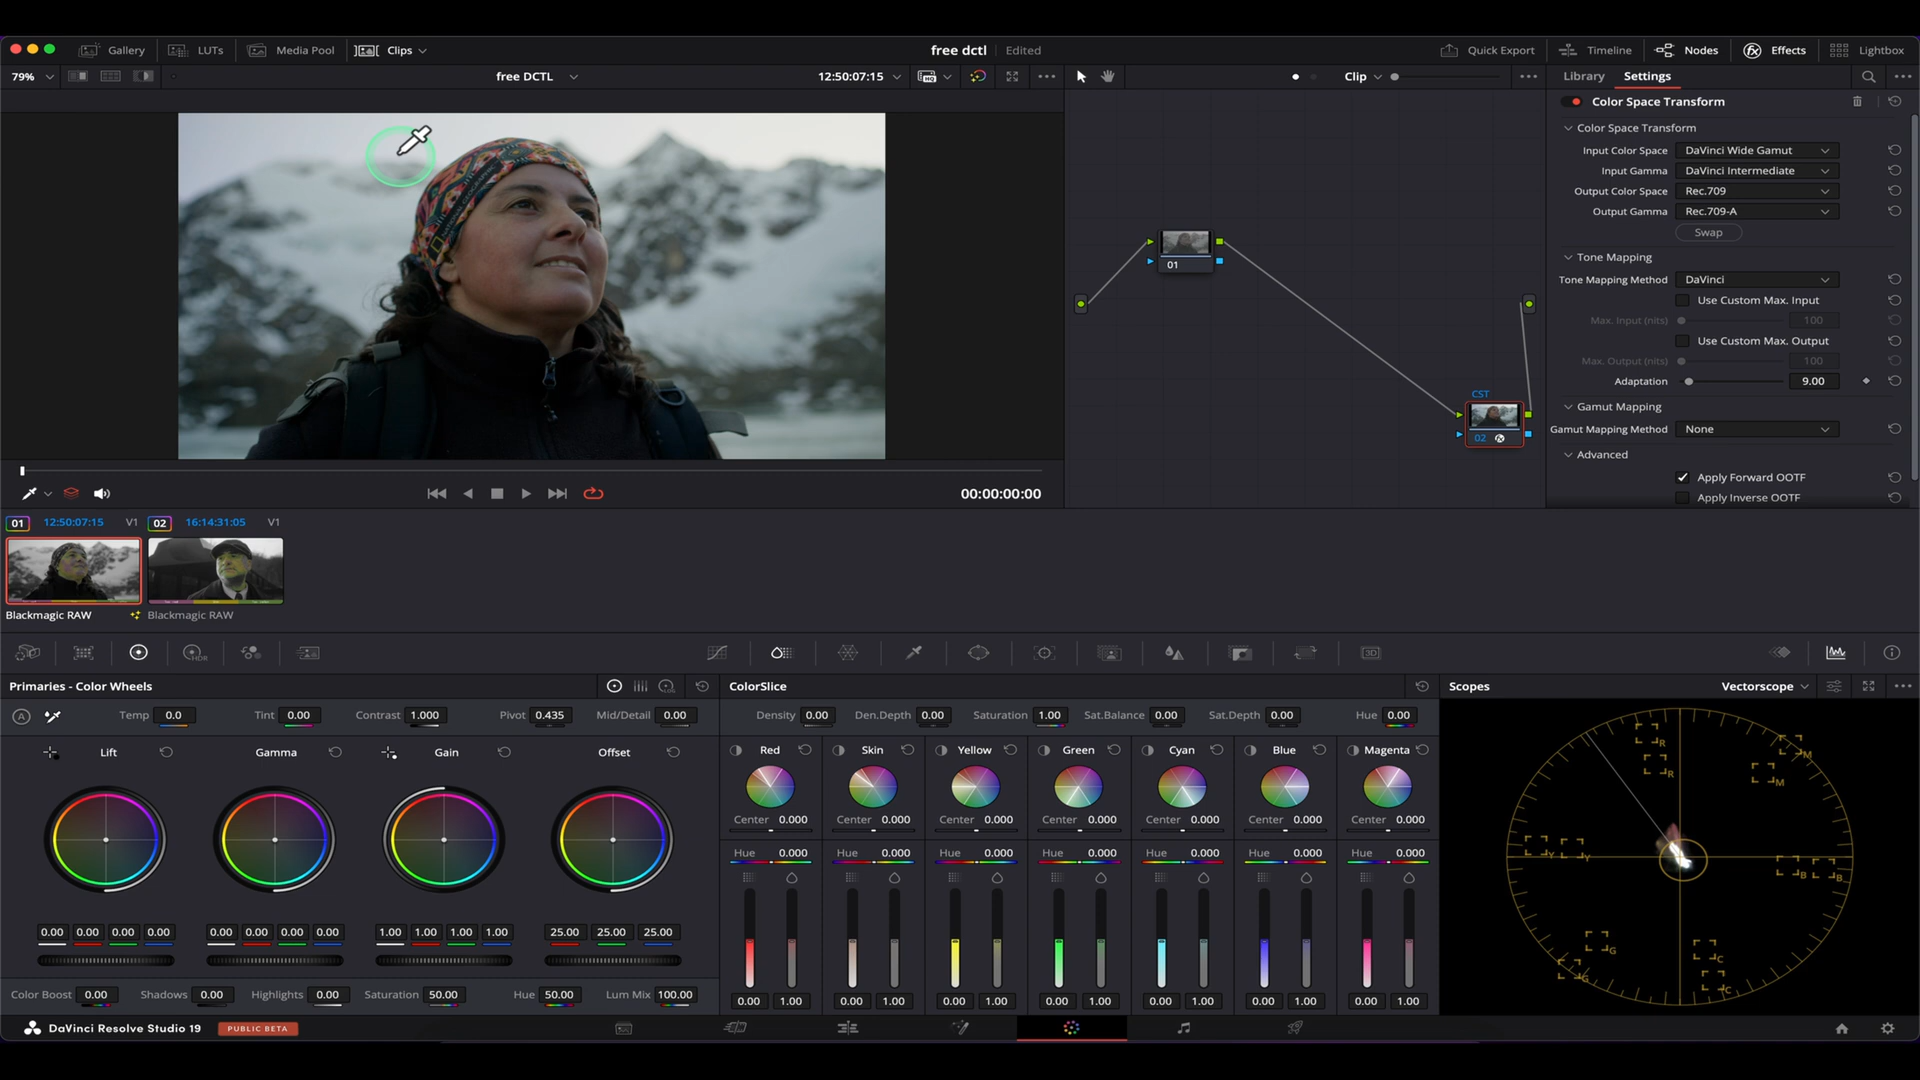 Gallery LUTs Media Pool Clips free dctl Edited Quick Export Timeline Nodes Effects Lightbox
79% free DCTL 12:50:07:15 Clip Library Settings
Color Space Transform
Color Space Transform
Input Color Space DaVinci Wide Gamut
Input Gamma DaVinci Intermediate
Output Color Space Rec.709
Output Gamma Rec.709-A
Swap
Tone Mapping
Tone Mapping Method DaVinci
Use Custom Max. Input
Max. Input (nits) 100
Use Custom Max. Output
Max. Output (nits) 100
Adaptation 9.00
Gamut Mapping
Gamut Mapping Method None
Advanced
Apply Forward OOTF
Apply Inverse OOTF
01
CST
02
00:00:00:00
01 12:50:07:15 V1 02 16:14:31:05 V1
Blackmagic RAW Blackmagic RAW
HDR
3D
Primaries - Color Wheels ColorSlice Scopes Vectorscope
A Temp 0.0 Tint 0.00 Contrast 1.000 Pivot 0.435 Mid/Detail 0.00
Density 0.00 Den.Depth 0.00 Saturation 1.00 Sat.Balance 0.00 Sat.Depth 0.00 Hue 0.00
Lift Gamma Gain Offset
Red Skin Yellow Green Cyan Blue Magenta
Center 0.000 Center 0.000 Center 0.000 Center 0.000 Center 0.000 Center 0.000 Center 0.000
Hue 0.000 Hue 0.000 Hue 0.000 Hue 0.000 Hue 0.000 Hue 0.000 Hue 0.000
0.00 0.00 0.00 0.00 0.00 0.00 0.00 0.00 1.00 1.00 1.00 1.00 25.00 25.00 25.00
0.00 1.00 0.00 1.00 0.00 1.00 0.00 1.00 0.00 1.00 0.00 1.00 0.00 1.00
Color Boost 0.00 Shadows 0.00 Highlights 0.00 Saturation 50.00 Hue 50.00 Lum Mix 100.00
R M
R M
Y Y
B B
G C
G C
DaVinci Resolve Studio 19 PUBLIC BETA